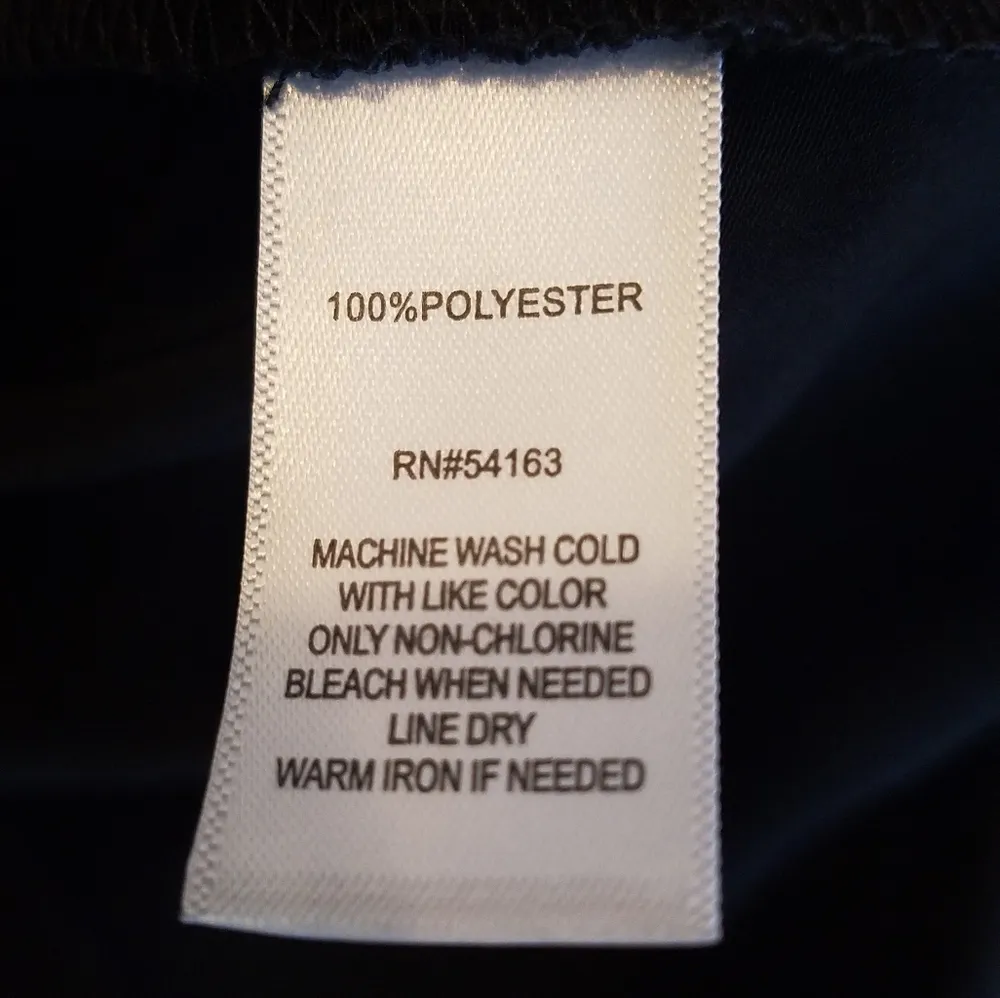 100%POLYESTER
RN#54163
MACHINE WASH COLD
WITH LIKE COLOR
ONLY NON-CHLORINE
BLEACH WHEN NEEDED
LINE DRY
WARM IRON IF NEEDED